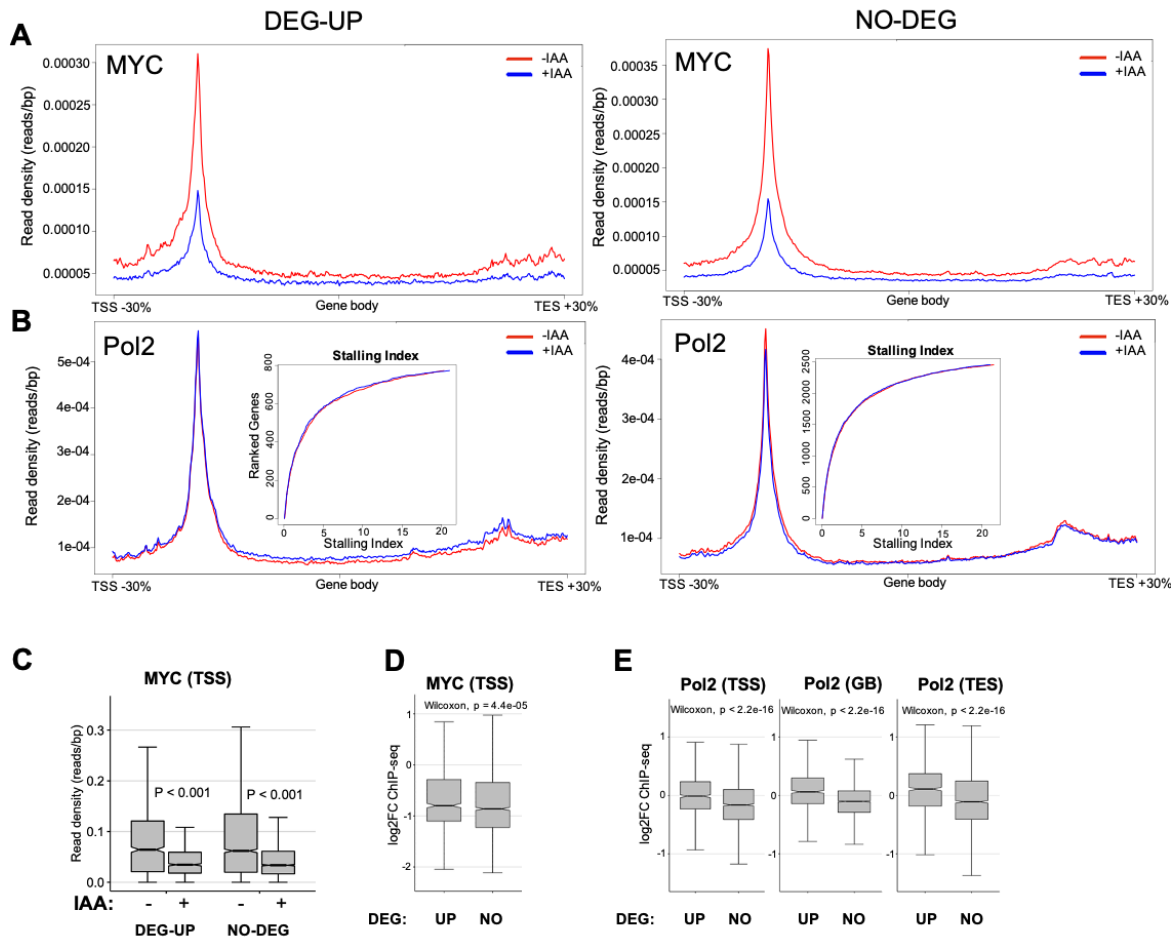 DEG-UP
NO-DEG
A
MYC
-IAA
+IAA
Read density (reads/bp)
0.00030
0.00025
0.00020
0.00015
0.00010
0.00005
TSS -30%
Gene body
TES +30%
MYC
-IAA
+IAA
Read density (reads/bp)
0.00035
0.00030
0.00025
0.00020
0.00015
0.00010
0.00005
TSS -30%
Gene body
TES +30%
B
Pol2
-IAA
+IAA
Read density (reads/bp)
5e-04
4e-04
3e-04
2e-04
1e-04
Stalling Index
Ranked Genes
80
600
400
200
0
0 5 10 15 20
Stalling Index
TSS -30%
Gene body
TES +30%
Pol2
-IAA
+IAA
Read density (reads/bp)
4e-04
3e-04
2e-04
1e-04
Stalling Index
2500
2000
1500
1000
500
0
0 5 10 15 20
Stalling Index
TSS -30%
Gene body
TES +30%
C
MYC (TSS)
Read density (reads/bp)
0.3
0.2
0.1
0.0
P < 0.001
P < 0.001
IAA: - + - +
DEG-UP NO-DEG
D
MYC (TSS)
Wilcoxon, p = 4.4e-05
log2FC ChIP-seq
1
0
-1
-2
DEG: UP NO
E
Pol2 (TSS)
Wilcoxon, p < 2.2e-16
log2FC ChIP-seq
1
0
-1
UP NO
Pol2 (GB)
Wilcoxon, p < 2.2e-16
1
0
-1
UP NO
Pol2 (TES)
Wilcoxon, p < 2.2e-16
1
0
-1
UP NO
DEG: